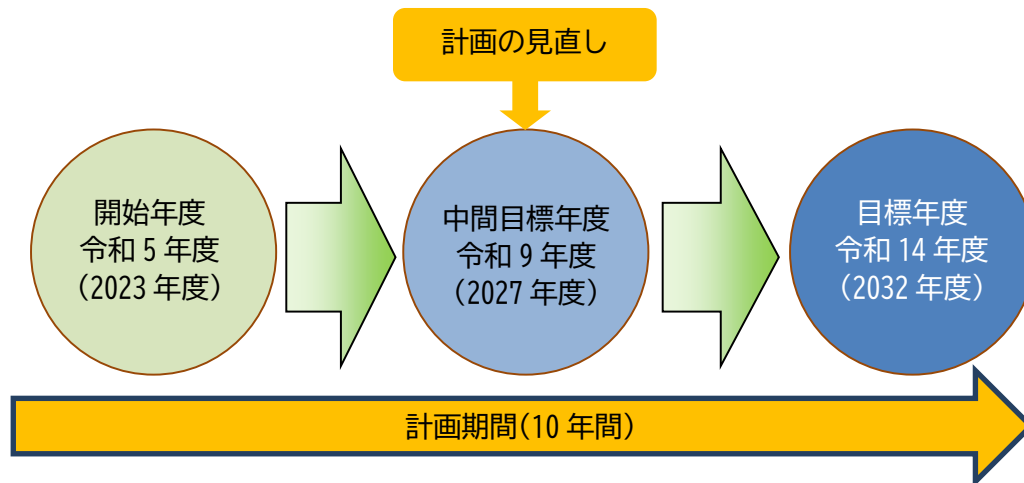 計画の見直し
開始年度
令和 5 年度
(2023 年度)
中間目標年度
令和 9 年度
(2027 年度)
目標年度
令和 14 年度
(2032 年度)
計画期間(10 年間)